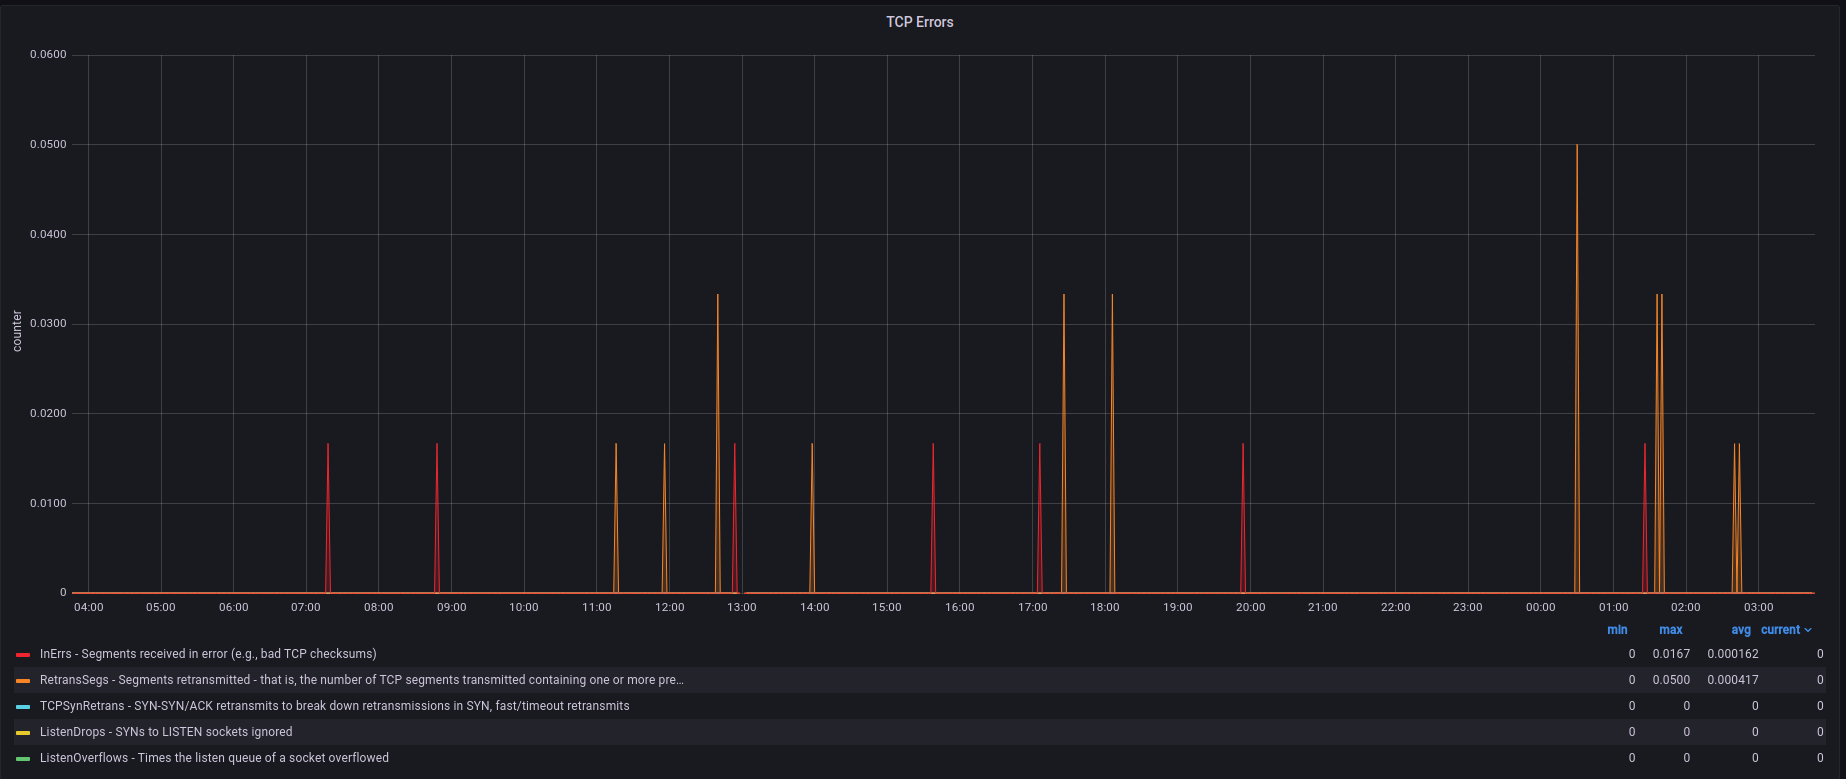 TCP Errors
0.0600
0.0500
0.0400
0.0300
0.0200
0.0100
0
counter
04:00 05:00 06:00 07:00 08:00 09:00 10:00 11:00 12:00 13:00 14:00 15:00 16:00 17:00 18:00 19:00 20:00 21:00 22:00 23:00 00:00 01:00 02:00 03:00
min max avg current
InErrs - Segments received in error (e.g., bad TCP checksums) 0 0.0167 0.000162 0
RetransSegs - Segments retransmitted - that is, the number of TCP segments transmitted containing one or more pre… 0 0.0500 0.000417 0
TCPSynRetrans - SYN-SYN/ACK retransmits to break down retransmissions in SYN, fast/timeout retransmits 0 0 0 0
ListenDrops - SYNs to LISTEN sockets ignored 0 0 0 0
ListenOverflows - Times the listen queue of a socket overflowed 0 0 0 0